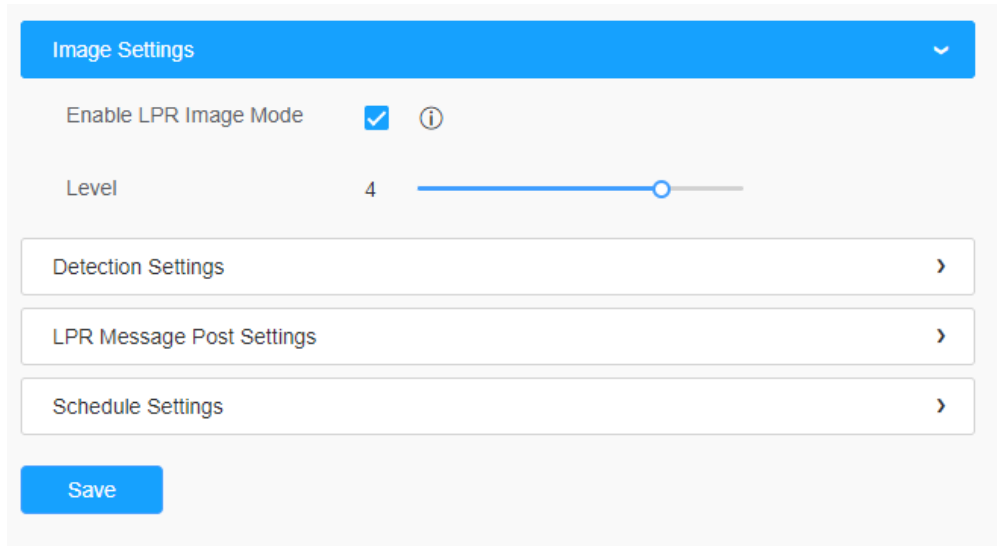 Image Settings
Enable LPR Image Mode
Level 4
Detection Settings
LPR Message Post Settings
Schedule Settings
Save